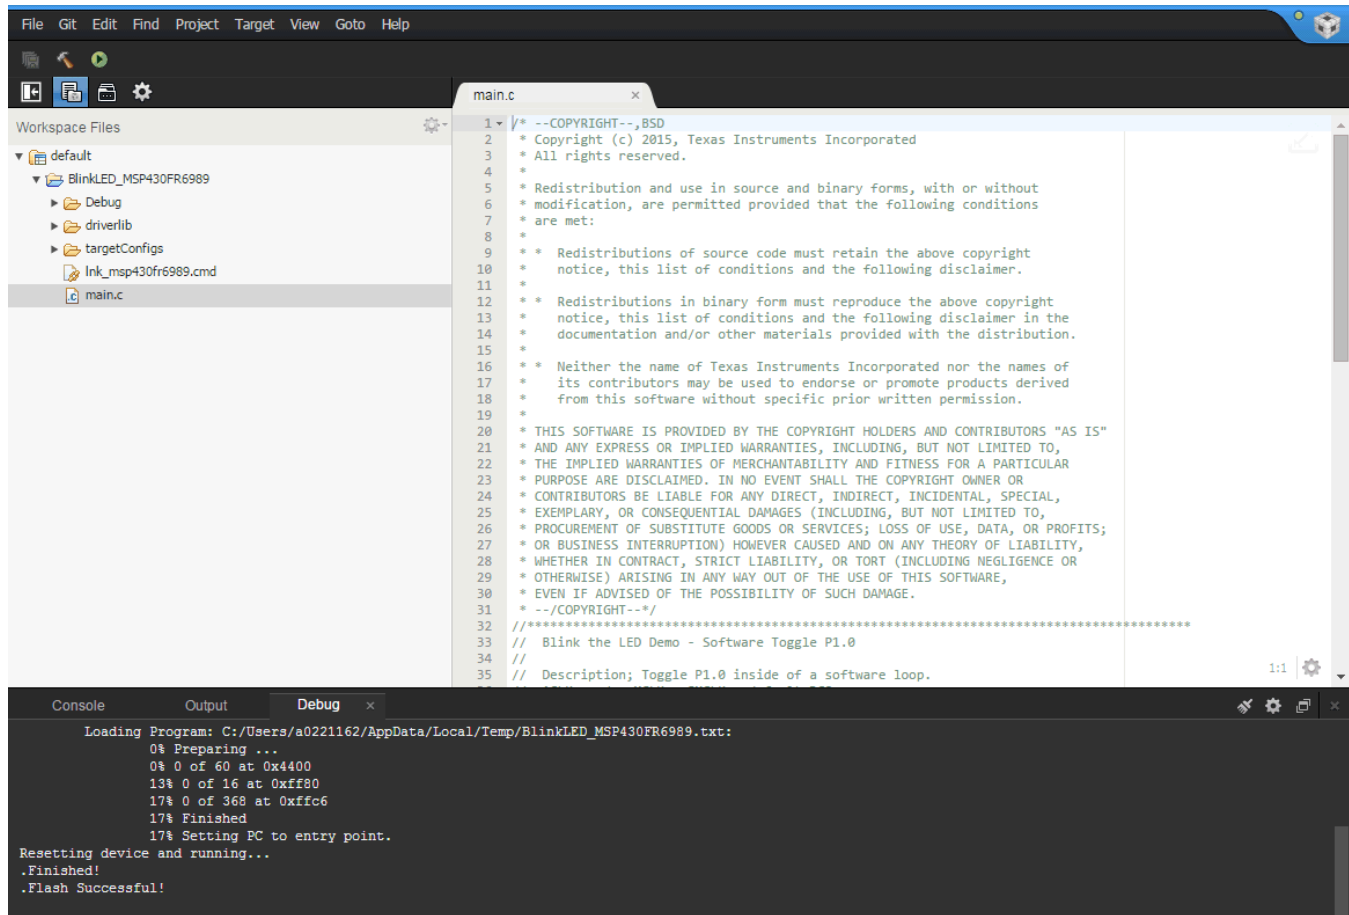 File Git Edit Find Project Target View Goto Help
main.c ×
Workspace Files
default
BlinkLED_MSP430FR6989
Debug
driverlib
targetConfigs
lnk_msp430fr6989.cmd
main.c
1 /* --COPYRIGHT--,BSD
2 * Copyright (c) 2015, Texas Instruments Incorporated
3 * All rights reserved.
4 *
5 * Redistribution and use in source and binary forms, with or without
6 * modification, are permitted provided that the following conditions
7 * are met:
8 *
9 * * Redistributions of source code must retain the above copyright
10 * notice, this list of conditions and the following disclaimer.
11 *
12 * * Redistributions in binary form must reproduce the above copyright
13 * notice, this list of conditions and the following disclaimer in the
14 * documentation and/or other materials provided with the distribution.
15 *
16 * * Neither the name of Texas Instruments Incorporated nor the names of
17 * its contributors may be used to endorse or promote products derived
18 * from this software without specific prior written permission.
19 *
20 * THIS SOFTWARE IS PROVIDED BY THE COPYRIGHT HOLDERS AND CONTRIBUTORS "AS IS"
21 * AND ANY EXPRESS OR IMPLIED WARRANTIES, INCLUDING, BUT NOT LIMITED TO,
22 * THE IMPLIED WARRANTIES OF MERCHANTABILITY AND FITNESS FOR A PARTICULAR
23 * PURPOSE ARE DISCLAIMED. IN NO EVENT SHALL THE COPYRIGHT OWNER OR
24 * CONTRIBUTORS BE LIABLE FOR ANY DIRECT, INDIRECT, INCIDENTAL, SPECIAL,
25 * EXEMPLARY, OR CONSEQUENTIAL DAMAGES (INCLUDING, BUT NOT LIMITED TO,
26 * PROCUREMENT OF SUBSTITUTE GOODS OR SERVICES; LOSS OF USE, DATA, OR PROFITS;
27 * OR BUSINESS INTERRUPTION) HOWEVER CAUSED AND ON ANY THEORY OF LIABILITY,
28 * WHETHER IN CONTRACT, STRICT LIABILITY, OR TORT (INCLUDING NEGLIGENCE OR
29 * OTHERWISE) ARISING IN ANY WAY OUT OF THE USE OF THIS SOFTWARE,
30 * EVEN IF ADVISED OF THE POSSIBILITY OF SUCH DAMAGE.
31 * --/COPYRIGHT--*/
32 //******************************************************************************
33 // Blink the LED Demo - Software Toggle P1.0
34 //
35 // Description; Toggle P1.0 inside of a software loop.
1:1
Console Output Debug ×
Loading Program: C:/Users/a0221162/AppData/Local/Temp/BlinkLED_MSP430FR6989.txt:
0% Preparing ...
0% 0 of 60 at 0x4400
13% 0 of 16 at 0xff80
17% 0 of 368 at 0xffc6
17% Finished
17% Setting PC to entry point.
Resetting device and running...
.Finished!
.Flash Successful!